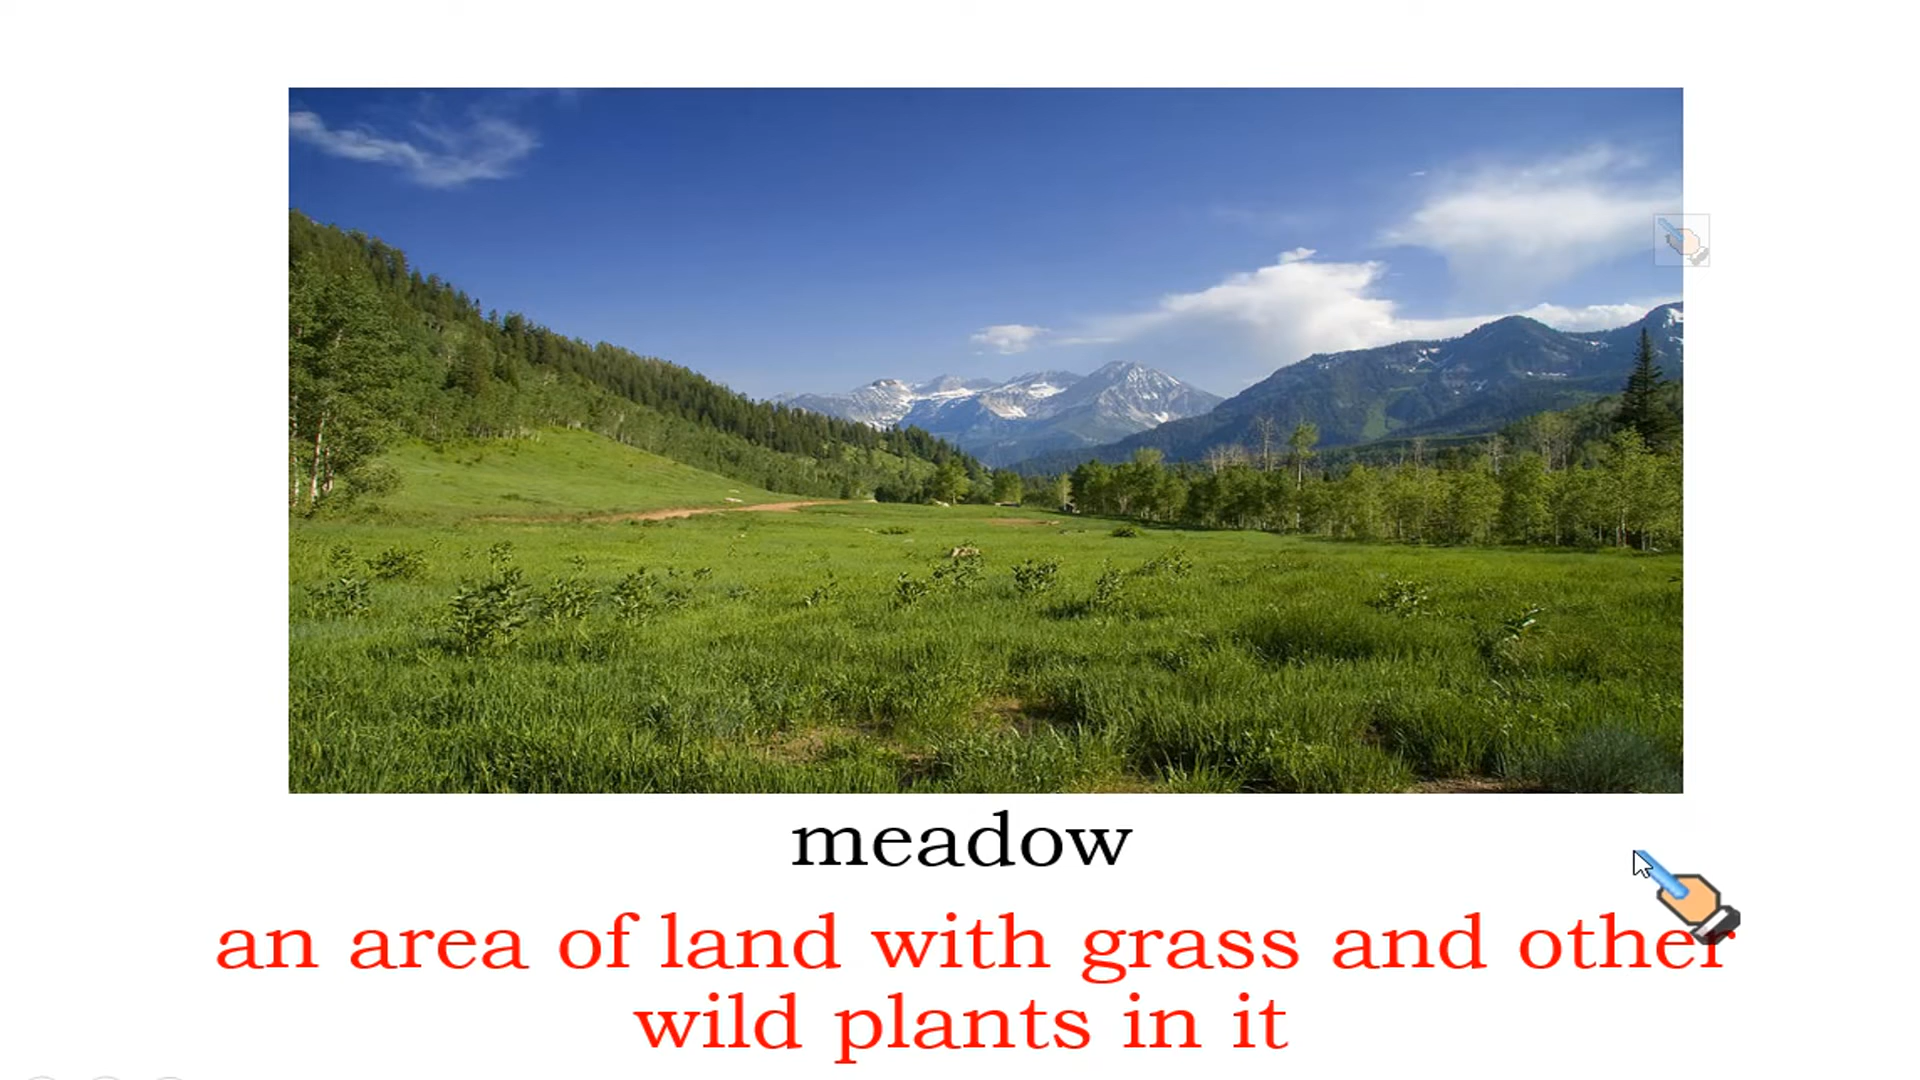 meadow
an area of land with grass and other
wild plants in it